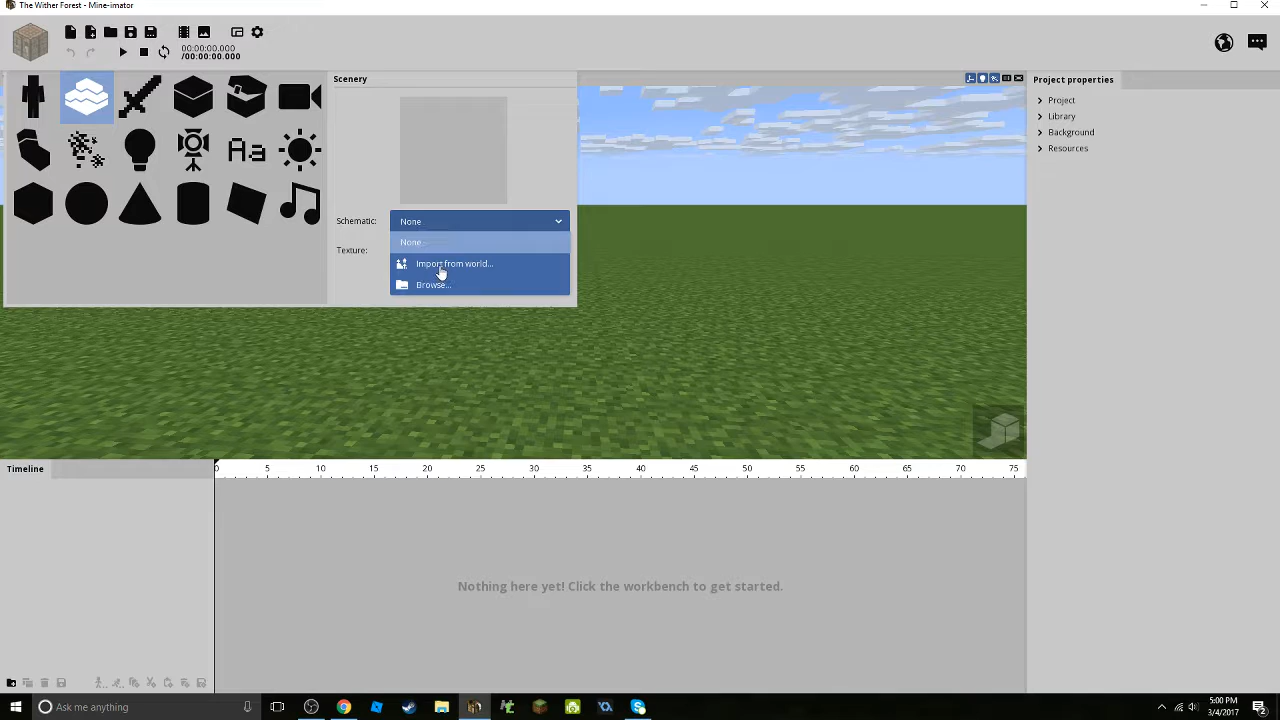 The Wither Forest - Mine-imator
00:00:00.000
/00:00:00.000
Scenery
Project properties
Project
Library
Background
Resources
Aa
Schematic:
None
None
Texture:
Import from world...
Browse...
Timeline
0 5 10 15 20 25 30 35 40 45 50 55 60 65 70 75
Nothing here yet! Click the workbench to get started.
Ask me anything
5:00 PM
3/4/2017
2